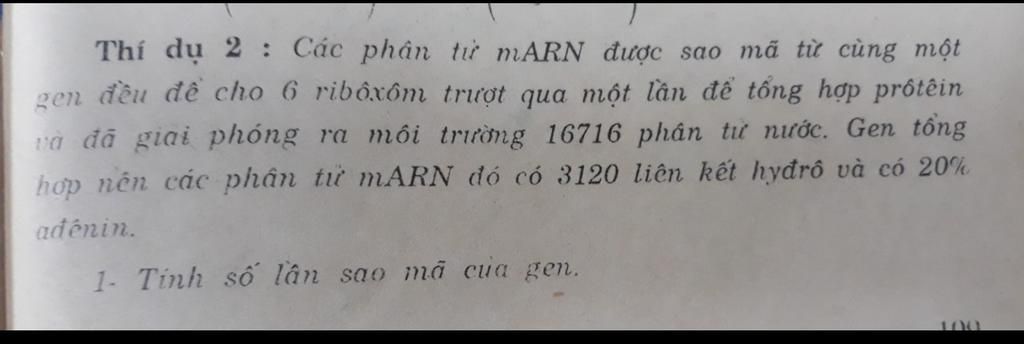 Thí dụ 2 : Các phân tử mARN được sao mã từ cùng một
gen đều để cho 6 ribôxôm trượt qua một lần để tổng hợp prôtêin
và đã giải phóng ra môi trường 16716 phân tử nước. Gen tổng
hợp nên các phân tử mARN đó có 3120 liên kết hyđrô và có 20%
ađênin.
1- Tính số lần sao mã của gen.